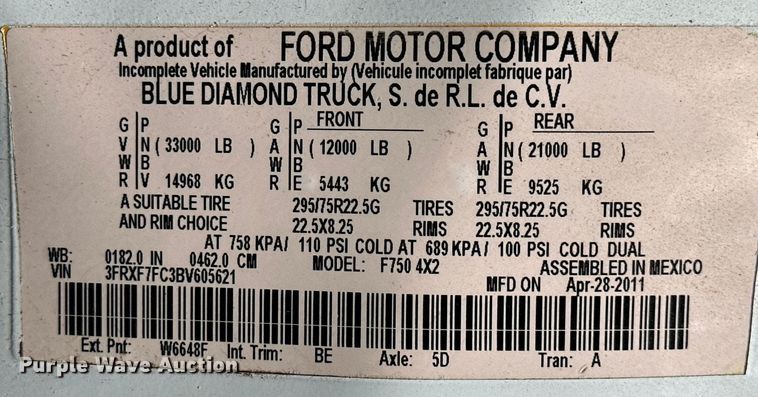 A product of FORD MOTOR COMPANY
Incomplete Vehicle Manufactured by (Vehicule incomplet fabrique par)
BLUE DIAMOND TRUCK, S. de R.L. de C.V.
FRONT REAR
G P G P G P
V N ( 33000 LB ) A N ( 12000 LB ) A N ( 21000 LB )
W B W B W B
R V 14968 KG R E 5443 KG R E 9525 KG
A SUITABLE TIRE 295/75R22.5G TIRES 295/75R22.5G TIRES
AND RIM CHOICE 22.5X8.25 RIMS 22.5X8.25 RIMS
AT 758 KPA/ 110 PSI COLD AT 689 KPA/ 100 PSI COLD DUAL
WB: 0182.0 IN 0462.0 CM MODEL: F750 4X2 ASSEMBLED IN MEXICO
VIN 3FRXF7FC3BV605621 MFD ON Apr-28-2011
Ext. Pnt: W6648F Int. Trim: BE Axle: 5D Tran: A
Purple Wave Auction